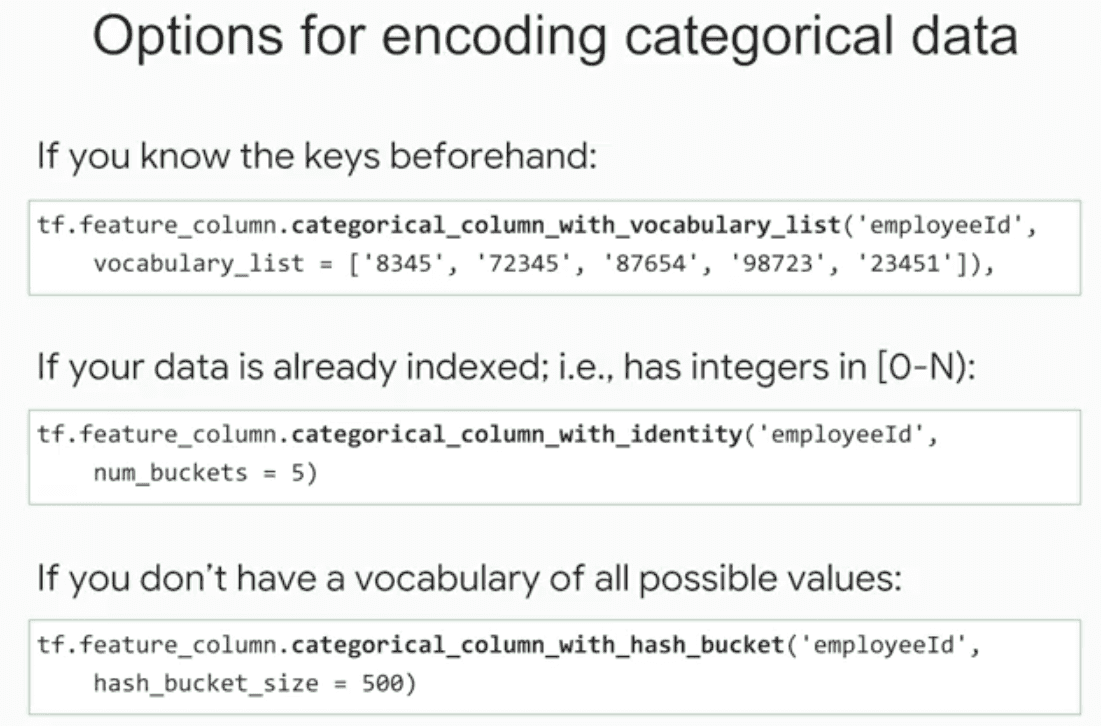 Options for encoding categorical data
If you know the keys beforehand:
tf.feature_column.categorical_column_with_vocabulary_list('employeeId',
vocabulary_list = ['8345', '72345', '87654', '98723', '23451']),
If your data is already indexed; i.e., has integers in [0-N):
tf.feature_column.categorical_column_with_identity('employeeId',
num_buckets = 5)
If you don’t have a vocabulary of all possible values:
tf.feature_column.categorical_column_with_hash_bucket('employeeId',
hash_bucket_size = 500)